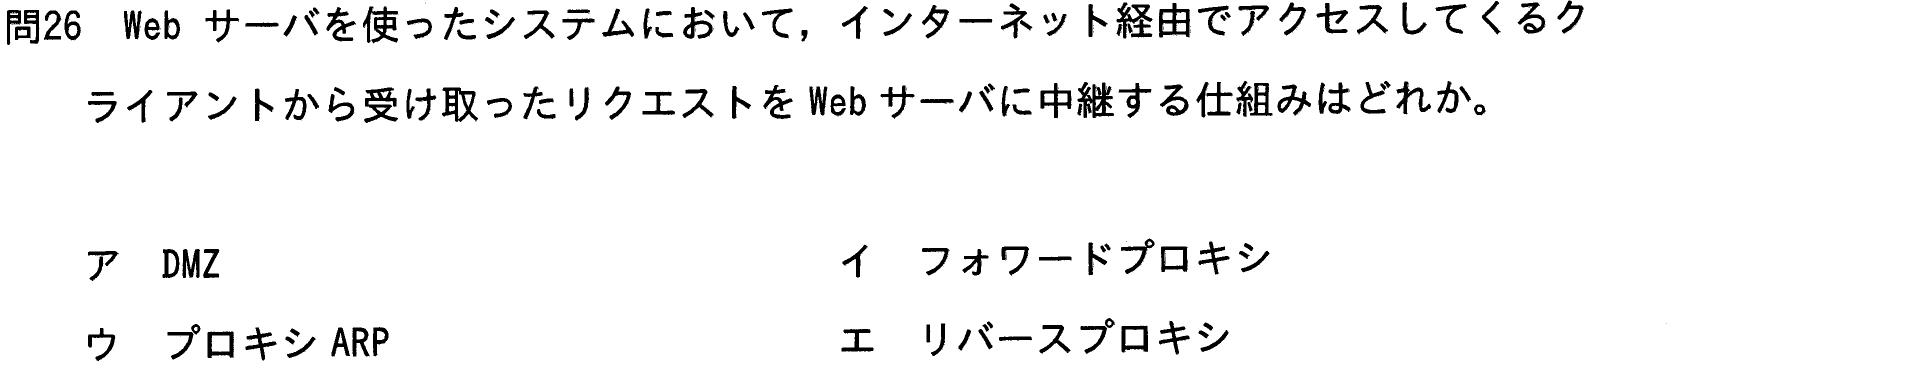 問26 Web サーバを使ったシステムにおいて，インターネット経由でアクセスしてくるク
ライアントから受け取ったリクエストを Web サーバに中継する仕組みはどれか。
ア DMZ
イ フォワードプロキシ
ウ プロキシ ARP
エ リバースプロキシ